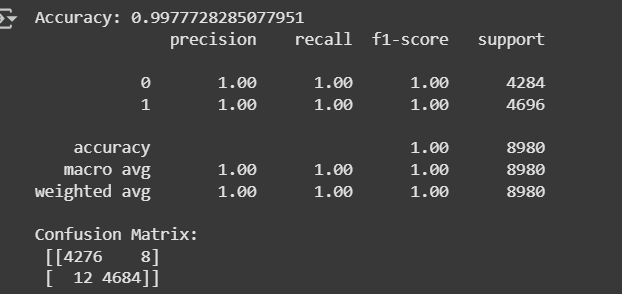 Accuracy: 0.9977728285077951
precision recall f1-score support
0 1.00 1.00 1.00 4284
1 1.00 1.00 1.00 4696
accuracy 1.00 8980
macro avg 1.00 1.00 1.00 8980
weighted avg 1.00 1.00 1.00 8980
Confusion Matrix:
[[4276 8]
[ 12 4684]]